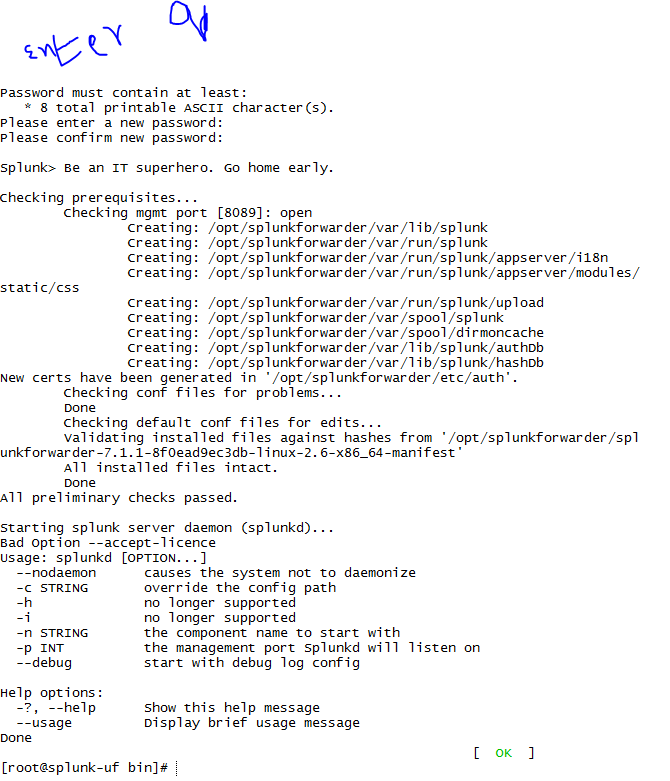 enter q
Password must contain at least:
* 8 total printable ASCII character(s).
Please enter a new password:
Please confirm new password:
Splunk> Be an IT superhero. Go home early.
Checking prerequisites...
Checking mgmt port [8089]: open
Creating: /opt/splunkforwarder/var/lib/splunk
Creating: /opt/splunkforwarder/var/run/splunk
Creating: /opt/splunkforwarder/var/run/splunk/appserver/i18n
Creating: /opt/splunkforwarder/var/run/splunk/appserver/modules/
static/css
Creating: /opt/splunkforwarder/var/run/splunk/upload
Creating: /opt/splunkforwarder/var/spool/splunk
Creating: /opt/splunkforwarder/var/spool/dirmoncache
Creating: /opt/splunkforwarder/var/lib/splunk/authDb
Creating: /opt/splunkforwarder/var/lib/splunk/hashDb
New certs have been generated in '/opt/splunkforwarder/etc/auth'.
Checking conf files for problems...
Done
Checking default conf files for edits...
Validating installed files against hashes from '/opt/splunkforwarder/spl
unkforwarder-7.1.1-8f0ead9ec3db-linux-2.6-x86_64-manifest'
All installed files intact.
Done
All preliminary checks passed.
Starting splunk server daemon (splunkd)...
Bad Option --accept-licence
Usage: splunkd [OPTION...]
--nodaemon causes the system not to daemonize
-c STRING override the config path
-h no longer supported
-i no longer supported
-n STRING the component name to start with
-p INT the management port Splunkd will listen on
--debug start with debug log config
Help options:
-?, --help Show this help message
--usage Display brief usage message
Done
[ OK ]
[root@splunk-uf bin]#